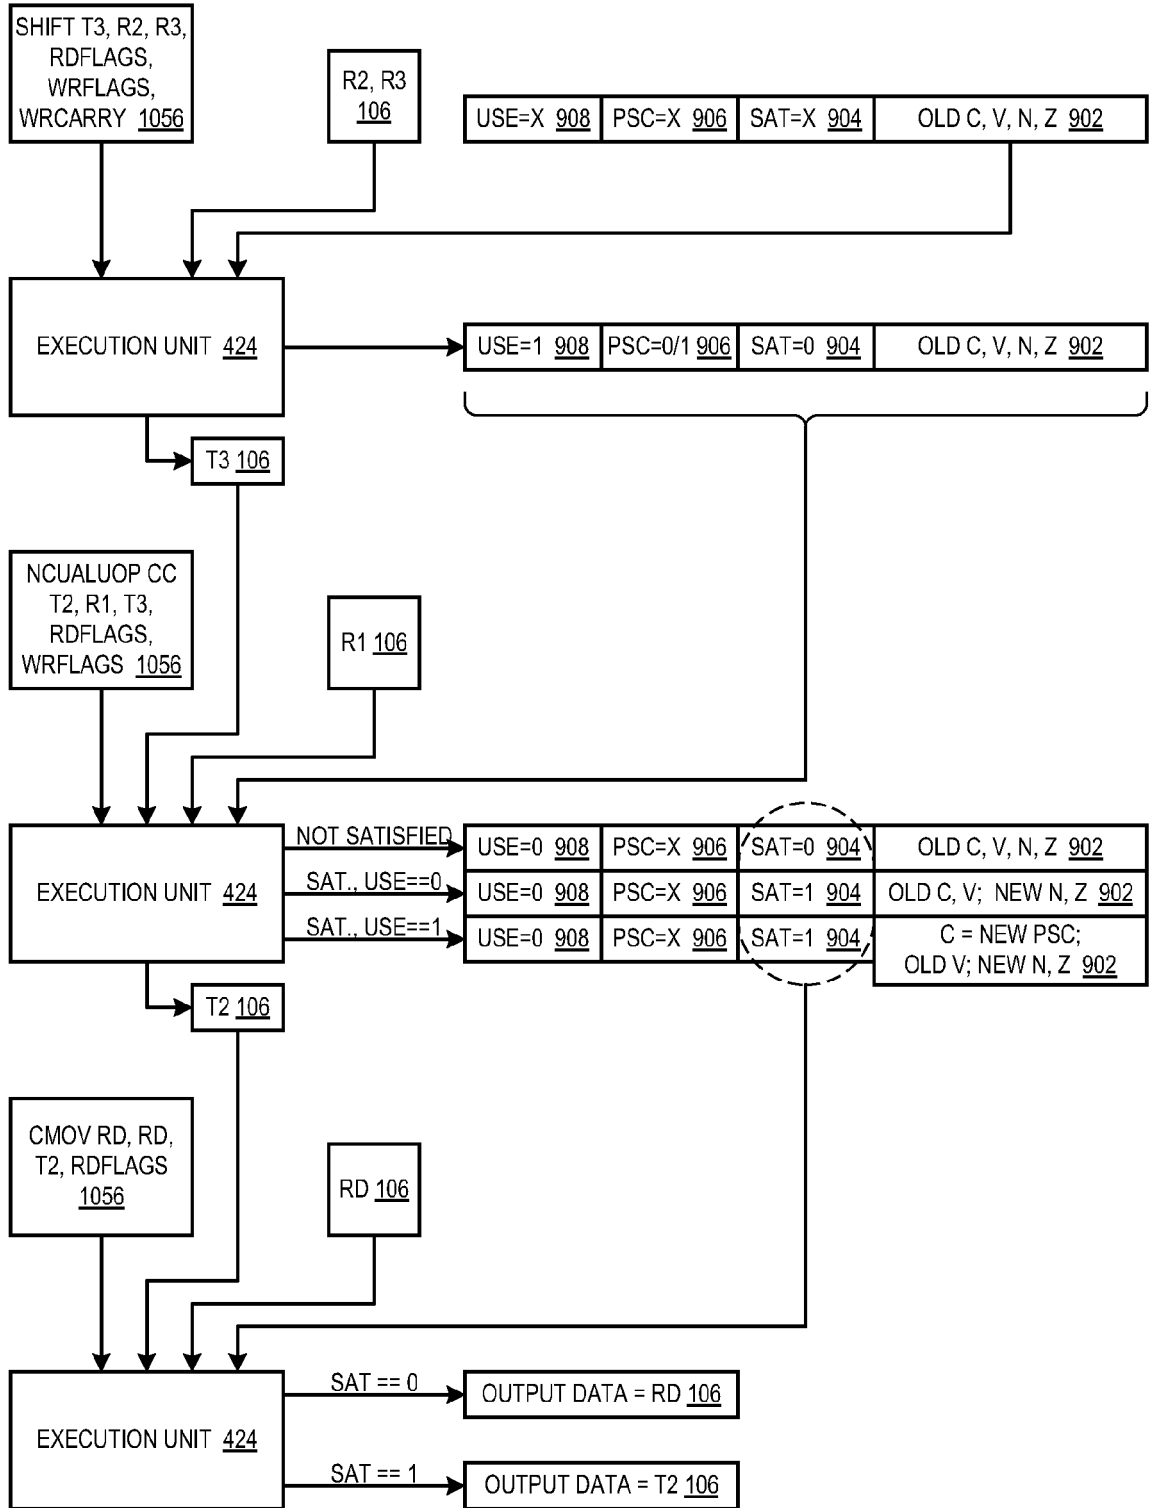 SHIFT T3, R2, R3,
RDFLAGS,
WRFLAGS,
WRCARRY 1056
R2, R3
106
USE=X 908 PSC=X 906 SAT=X 904 OLD C, V, N, Z 902
EXECUTION UNIT 424
USE=1 908 PSC=0/1 906 SAT=0 904 OLD C, V, N, Z 902
T3 106
NCUALUOP CC
T2, R1, T3,
RDFLAGS,
WRFLAGS 1056
R1 106
EXECUTION UNIT 424
NOT SATISFIED
USE=0 908 PSC=X 906 SAT=0 904 OLD C, V, N, Z 902
SAT., USE==0
USE=0 908 PSC=X 906 SAT=1 904 OLD C, V; NEW N, Z 902
SAT., USE==1
USE=0 908 PSC=X 906 SAT=1 904 C = NEW PSC;
OLD V; NEW N, Z 902
T2 106
CMOV RD, RD,
T2, RDFLAGS
1056
RD 106
EXECUTION UNIT 424
SAT == 0
OUTPUT DATA = RD 106
SAT == 1
OUTPUT DATA = T2 106